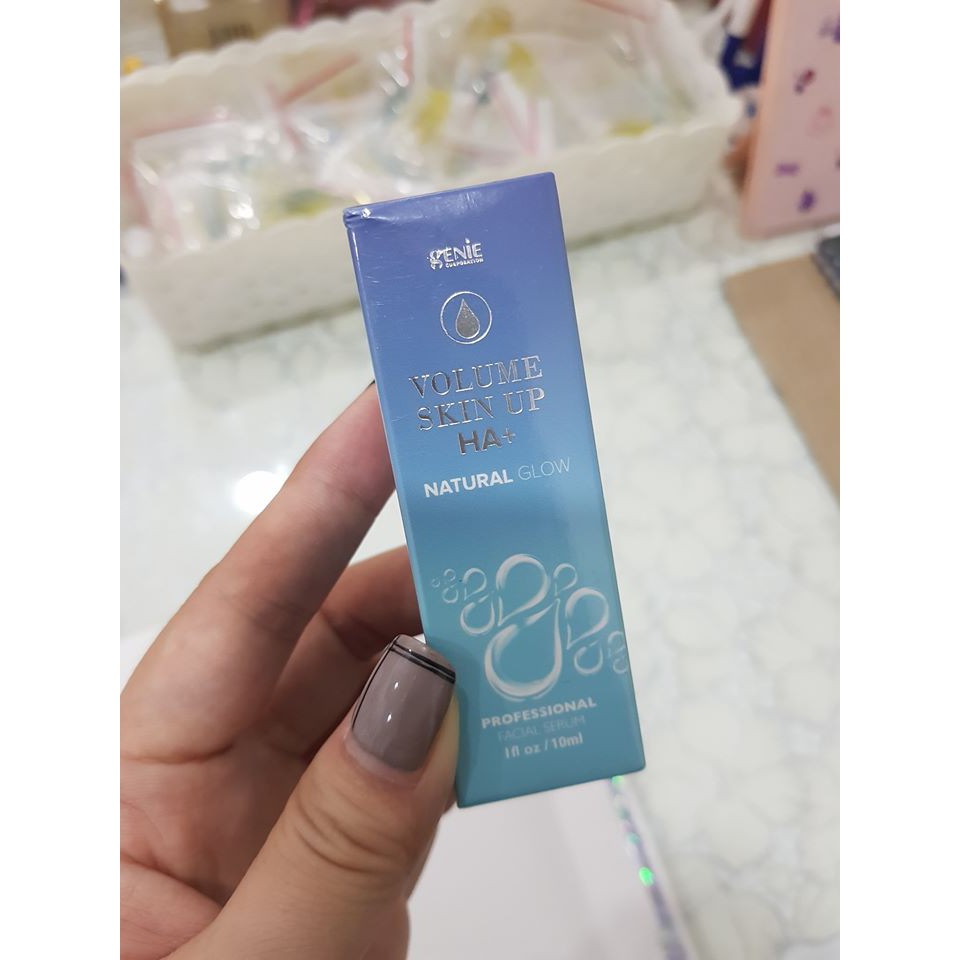 genie
CORPORATION
VOLUME
SKIN UP
HA+
NATURAL GLOW
PROFESSIONAL
FACIAL SERUM
1fl oz / 10ml